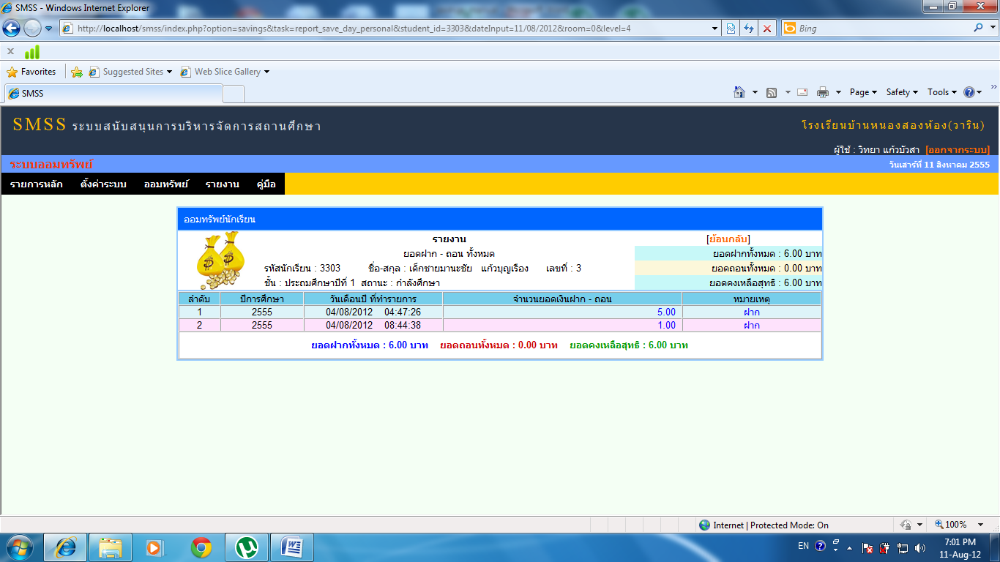 SMSS - Windows Internet Explorer
http://localhost/smss/index.php?option=savings&task=report_save_day_personal&student_id=3303&dateInput=11/08/2012&room=0&level=4
Bing
x
Favorites Suggested Sites Web Slice Gallery
SMSS
Page Safety Tools
SMSS ระบบสนับสนุนการบริหารจัดการสถานศึกษา
โรงเรียนบ้านหนองสองห้อง(วาริน)
ผู้ใช้ : วิทยา แก้วบัวสา [ออกจากระบบ]
ระบบออมทรัพย์
วันเสาร์ที่ 11 สิงหาคม 2555
รายการหลัก ตั้งค่าระบบ ออมทรัพย์ รายงาน คู่มือ
ออมทรัพย์นักเรียน
รายงาน [ย้อนกลับ]
ยอดฝาก - ถอน ทั้งหมด ยอดฝากทั้งหมด : 6.00 บาท
รหัสนักเรียน : 3303 ชื่อ-สกุล : เด็กชายมานะชัย แก้วบุญเรือง เลขที่ : 3 ยอดถอนทั้งหมด : 0.00 บาท
ชั้น : ประถมศึกษาปีที่ 1 สถานะ : กำลังศึกษา ยอดคงเหลือสุทธิ : 6.00 บาท
ลำดับ ปีการศึกษา วันเดือนปี ที่ทำรายการ จำนวนยอดเงินฝาก - ถอน หมายเหตุ
1 2555 04/08/2012 04:47:26 5.00 ฝาก
2 2555 04/08/2012 08:44:38 1.00 ฝาก
ยอดฝากทั้งหมด : 6.00 บาท ยอดถอนทั้งหมด : 0.00 บาท ยอดคงเหลือสุทธิ : 6.00 บาท
Internet | Protected Mode: On 100%
EN 7:01 PM
11-Aug-12